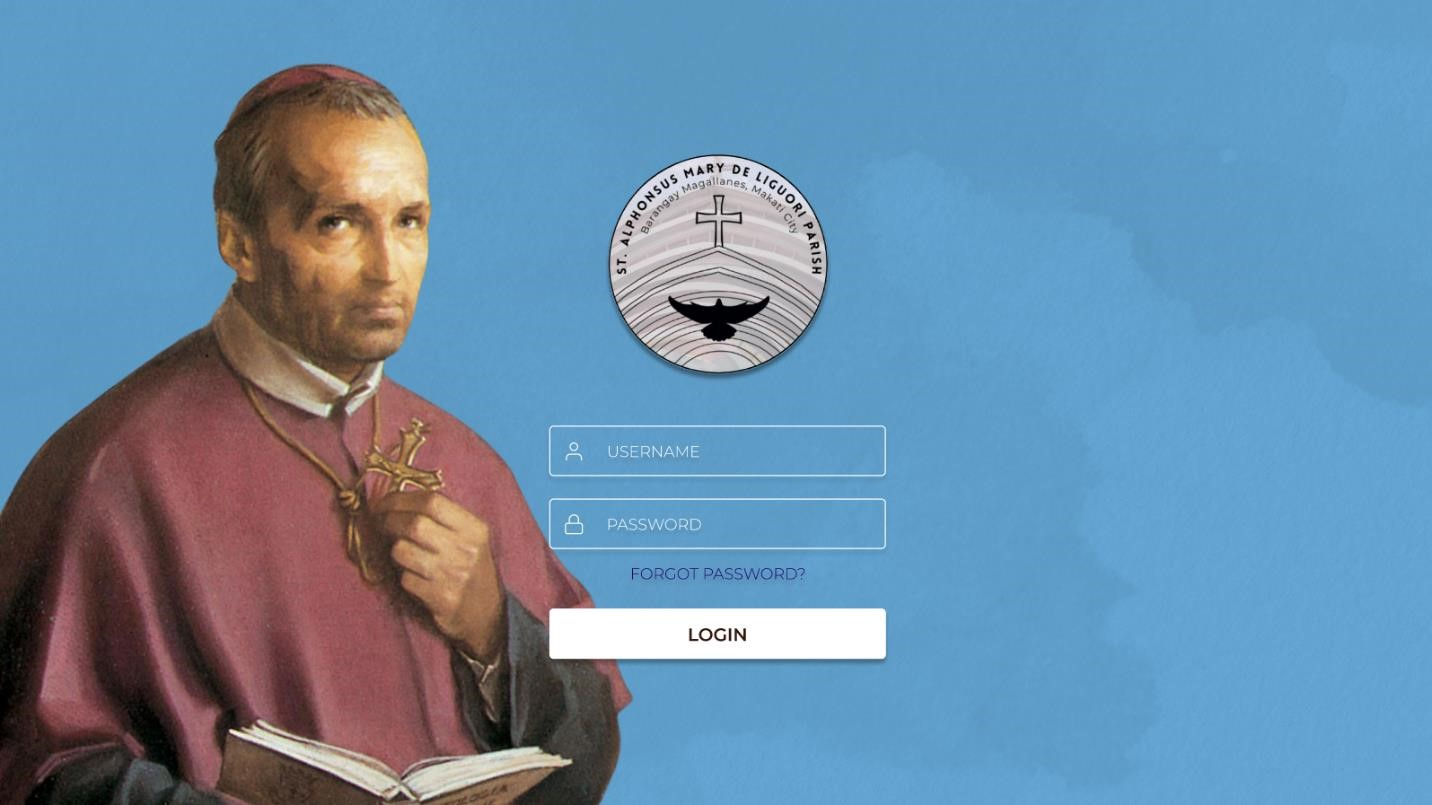 ST. ALPHONSUS MARY DE LIGUORI PARISH
Barangay Magallanes, Makati City
USERNAME
PASSWORD
FORGOT PASSWORD?
LOGIN